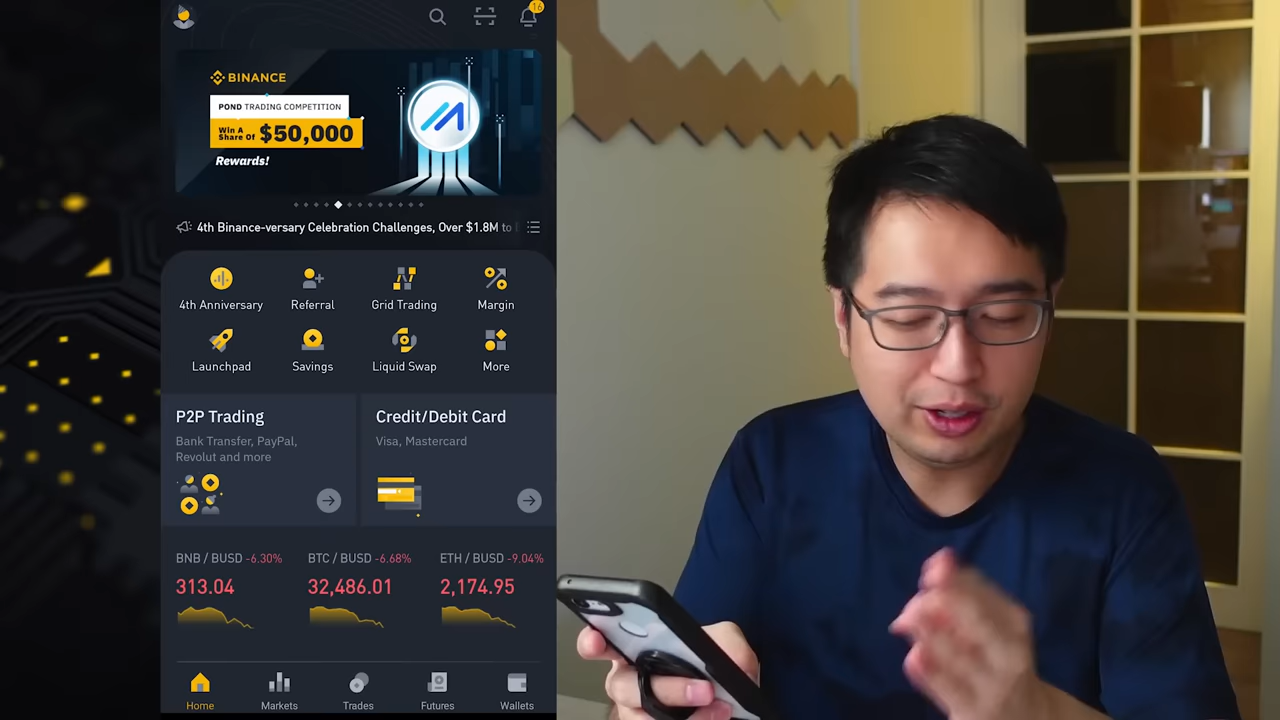 16
BINANCE
POND TRADING COMPETITION
Win A
Share Of $50,000
Rewards!
4th Binance-versary Celebration Challenges, Over $1.8M to
4th Anniversary
Referral
Grid Trading
Margin
Launchpad
Savings
Liquid Swap
More
P2P Trading
Bank Transfer, PayPal,
Revolut and more
Credit/Debit Card
Visa, Mastercard
BNB / BUSD -6.30%
313.04
BTC / BUSD -6.68%
32,486.01
ETH / BUSD -9.04%
2,174.95
Home
Markets
Trades
Futures
Wallets